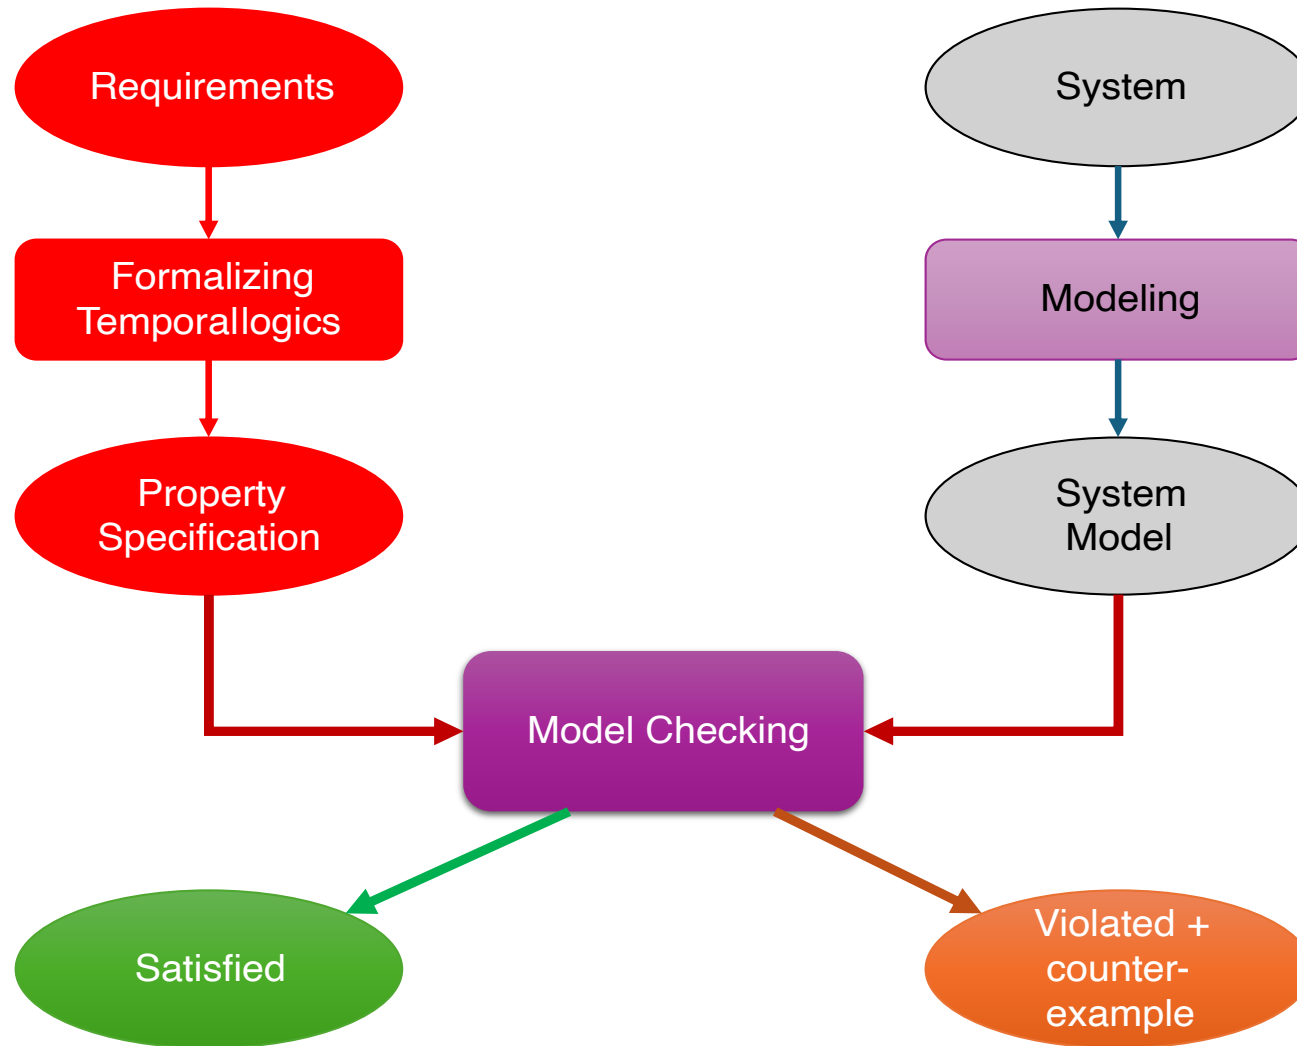 Requirements
System
Formalizing
Temporallogics
Modeling
Property
Specification
System
Model
Model Checking
Satisfied
Violated +
counter-
example